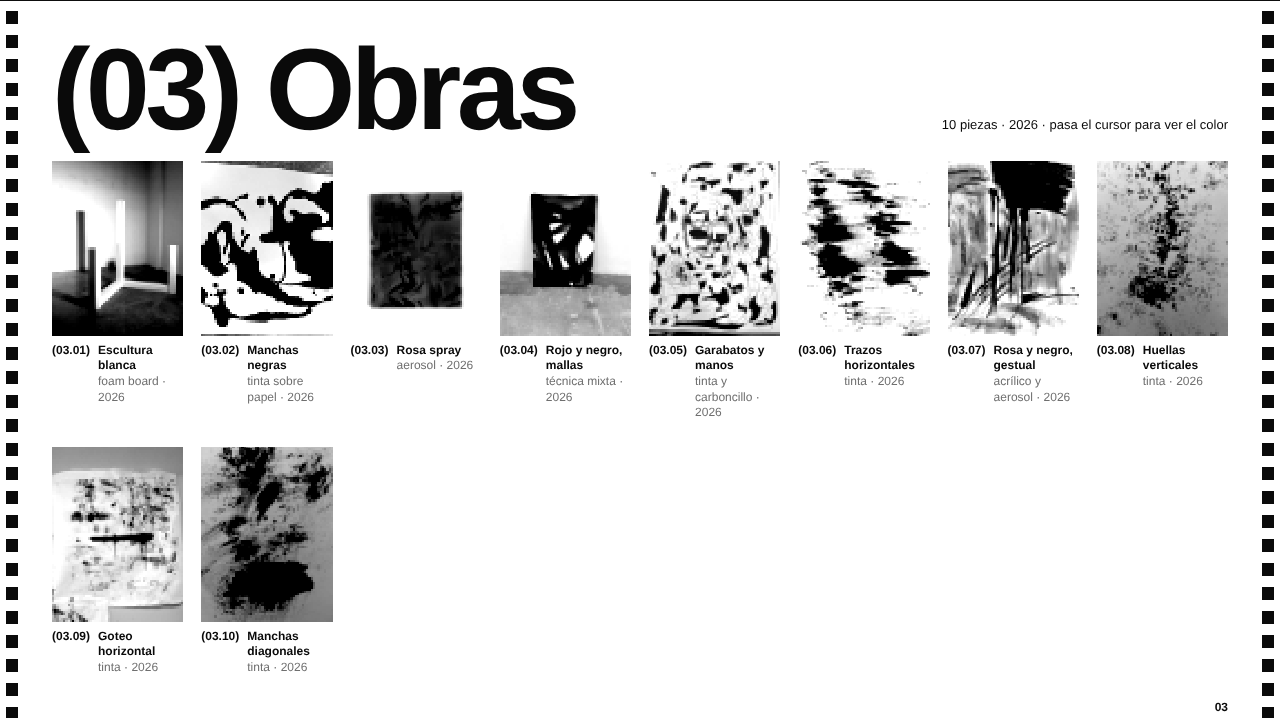 (03) Obras
10 piezas · 2026 · pasa el cursor para ver el color
(03.01) Escultura
blanca
foam board ·
2026
(03.02) Manchas
negras
tinta sobre
papel · 2026
(03.03) Rosa spray
aerosol · 2026
(03.04) Rojo y negro,
mallas
técnica mixta ·
2026
(03.05) Garabatos y
manos
tinta y
carboncillo ·
2026
(03.06) Trazos
horizontales
tinta · 2026
(03.07) Rosa y negro,
gestual
acrílico y
aerosol · 2026
(03.08) Huellas
verticales
tinta · 2026
(03.09) Goteo
horizontal
tinta · 2026
(03.10) Manchas
diagonales
tinta · 2026
03